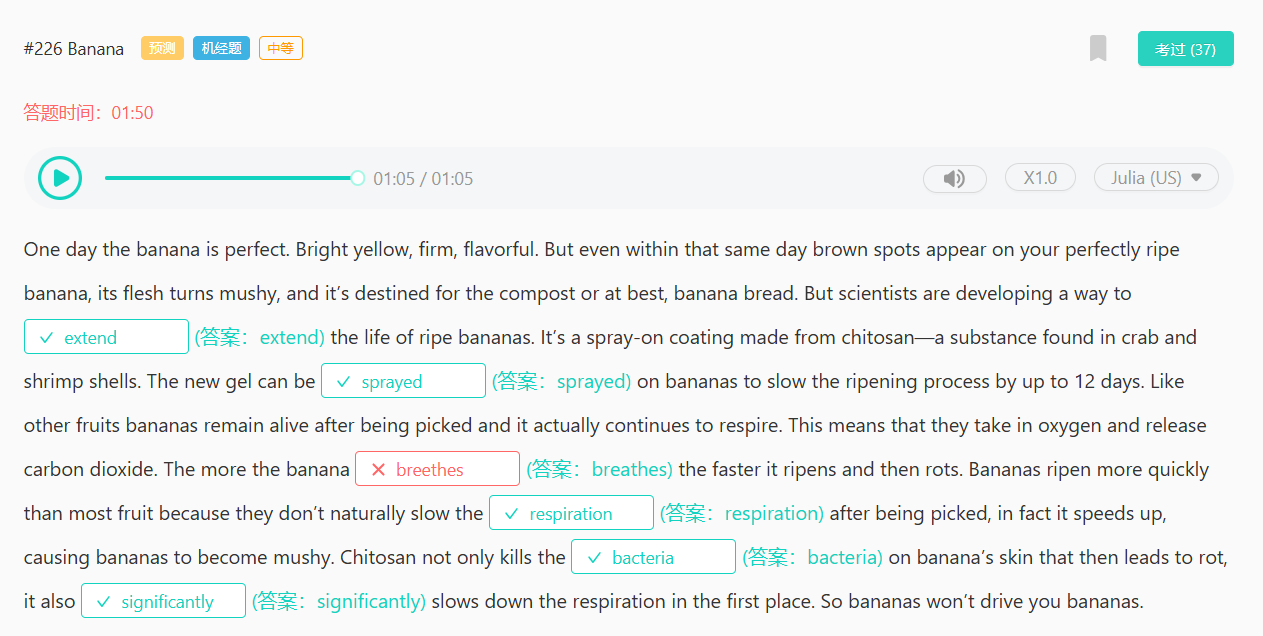 #226 Banana 预测 机经题 中等 考过 (37)
答题时间：01:50
01:05 / 01:05 X1.0 Julia (US)
One day the banana is perfect. Bright yellow, firm, flavorful. But even within that same day brown spots appear on your perfectly ripe
banana, its flesh turns mushy, and it’s destined for the compost or at best, banana bread. But scientists are developing a way to
extend (答案：extend) the life of ripe bananas. It’s a spray-on coating made from chitosan—a substance found in crab and
shrimp shells. The new gel can be sprayed (答案：sprayed) on bananas to slow the ripening process by up to 12 days. Like
other fruits bananas remain alive after being picked and it actually continues to respire. This means that they take in oxygen and release
carbon dioxide. The more the banana breethes (答案：breathes) the faster it ripens and then rots. Bananas ripen more quickly
than most fruit because they don’t naturally slow the respiration (答案：respiration) after being picked, in fact it speeds up,
causing bananas to become mushy. Chitosan not only kills the bacteria (答案：bacteria) on banana’s skin that then leads to rot,
it also significantly (答案：significantly) slows down the respiration in the first place. So bananas won’t drive you bananas.